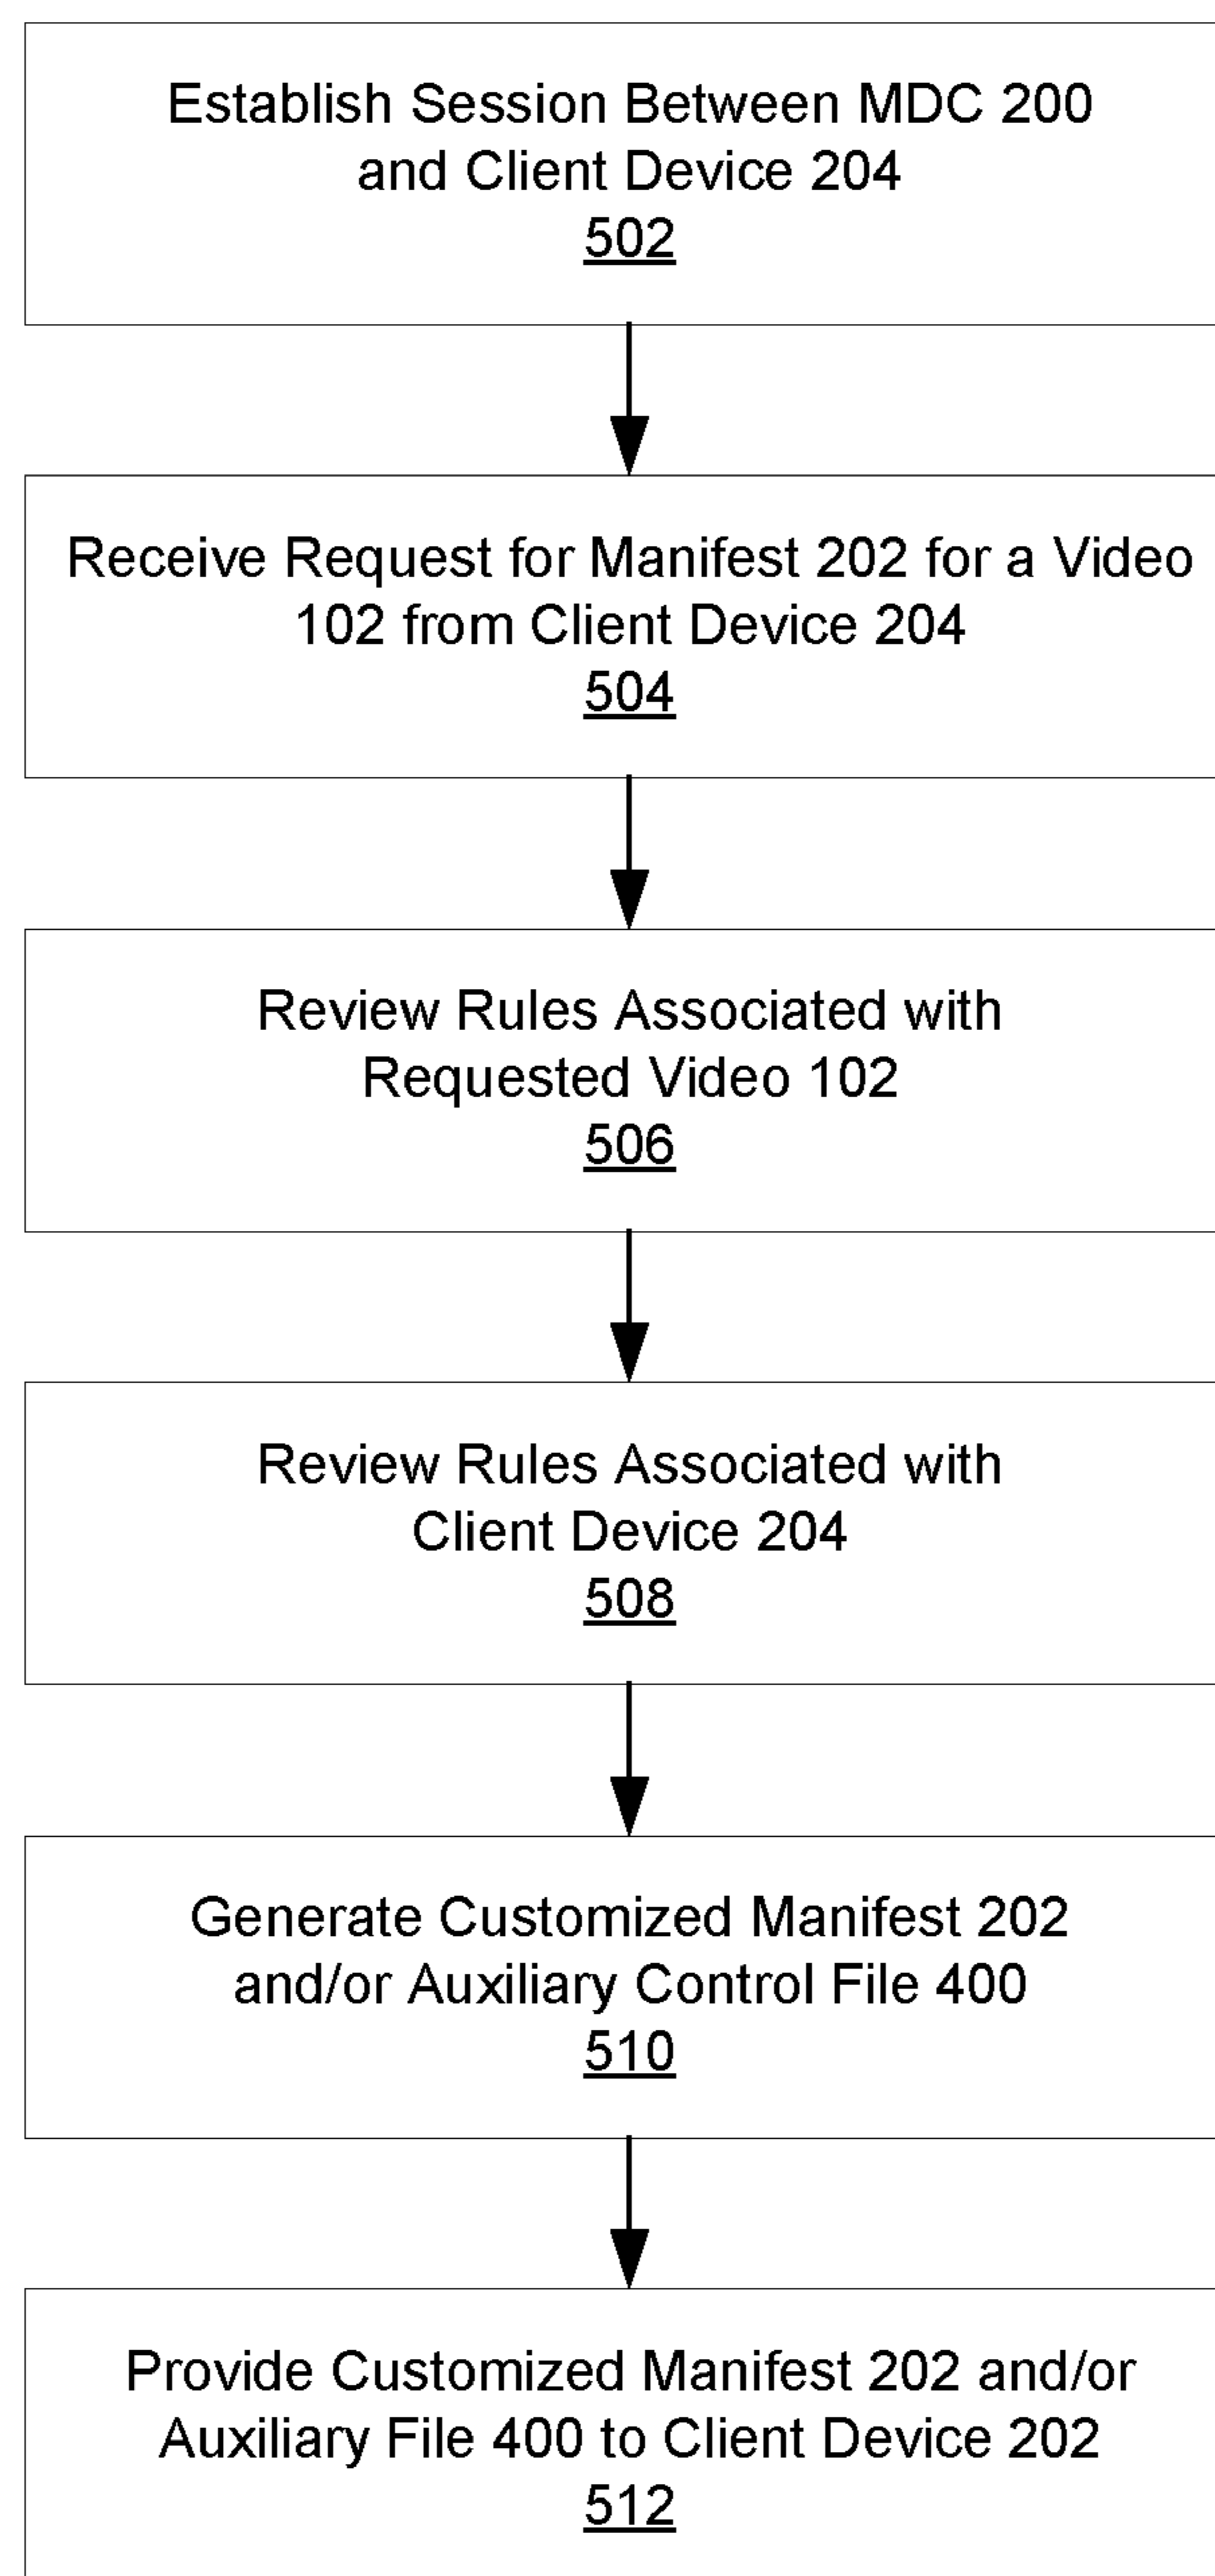 Establish Session Between MDC 200
and Client Device 204
502
Receive Request for Manifest 202 for a Video
102 from Client Device 204
504
Review Rules Associated with
Requested Video 102
506
Review Rules Associated with
Client Device 204
508
Generate Customized Manifest 202
and/or Auxiliary Control File 400
510
Provide Customized Manifest 202 and/or
Auxiliary File 400 to Client Device 202
512